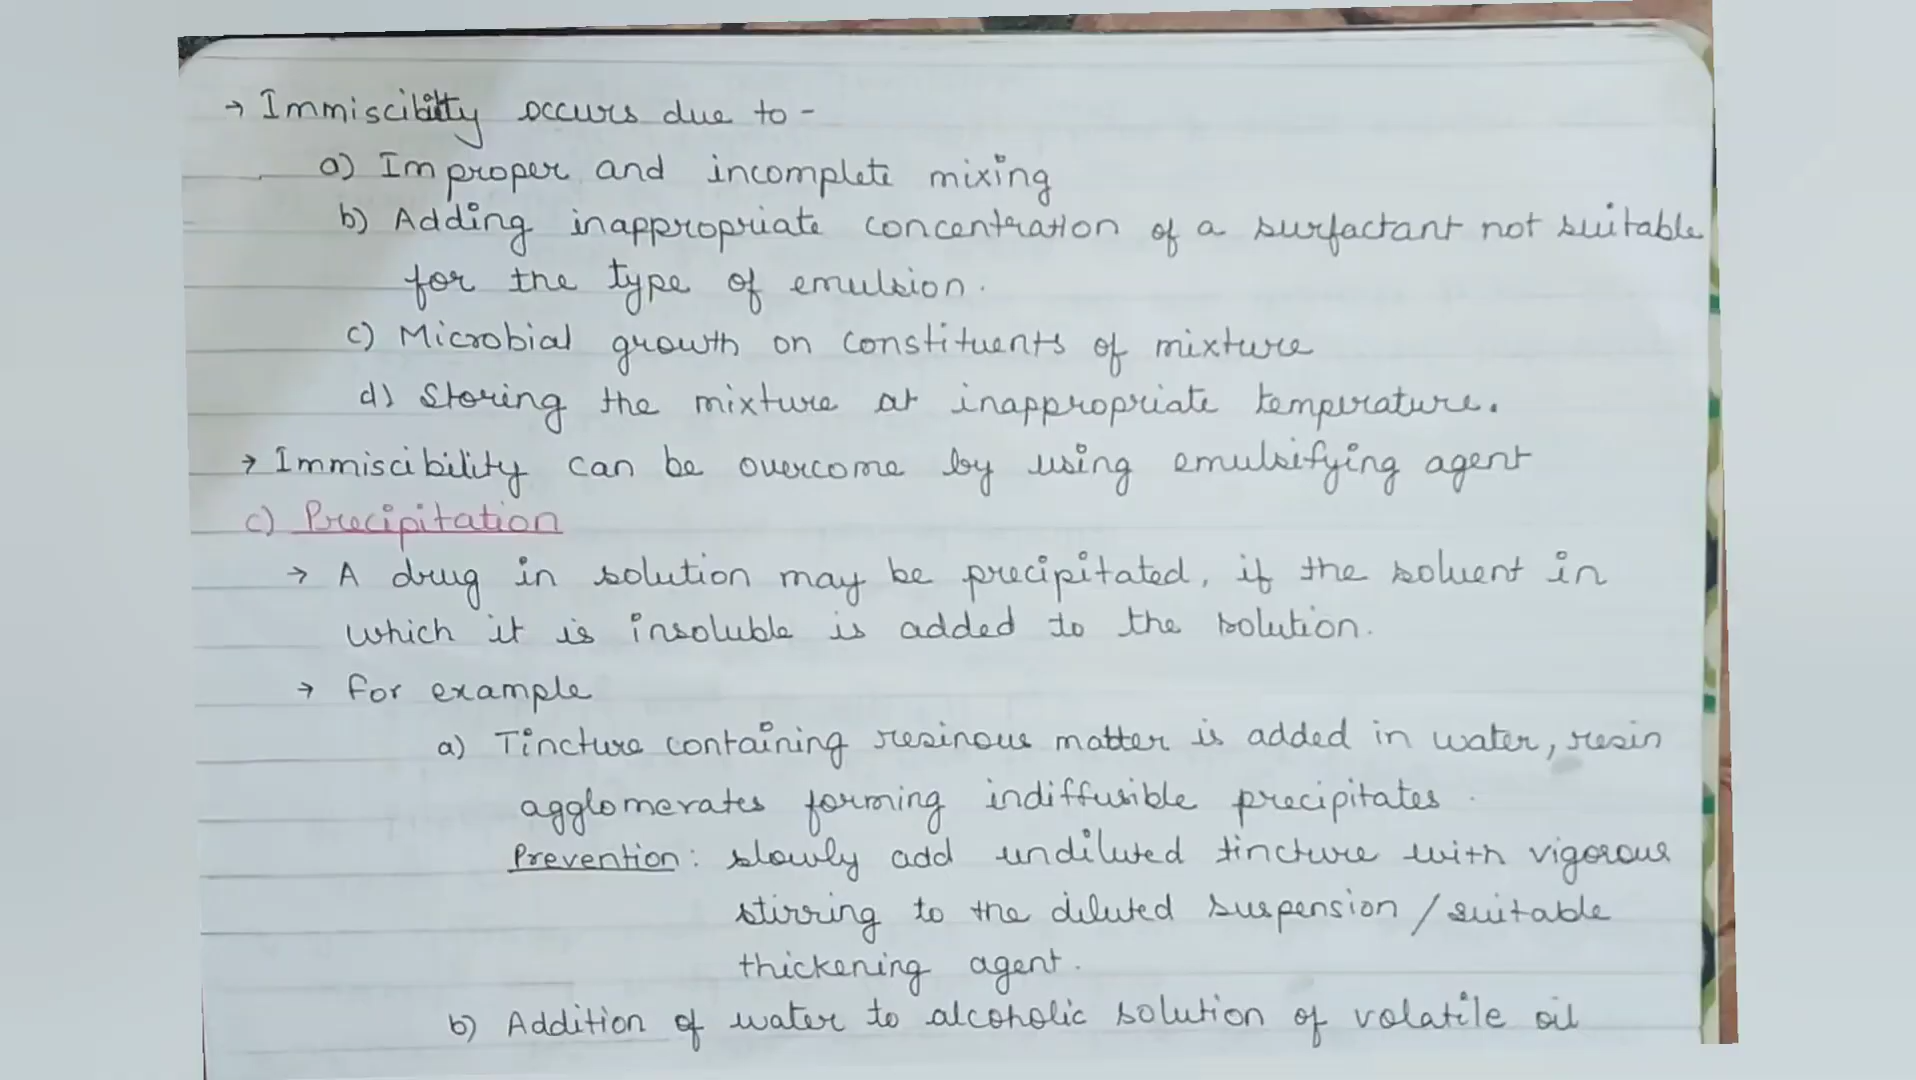 → Immiscibility occurs due to -
a) Improper and incomplete mixing
b) Adding inappropriate concentration of a surfactant not suitable
for the type of emulsion.
c) Microbial growth on constituents of mixture
d) Storing the mixture at inappropriate temperature.
→ Immiscibility can be overcome by using emulsifying agent
c) Precipitation
→ A drug in solution may be precipitated, if the solvent in
which it is insoluble is added to the solution.
→ For example
a) Tincture containing resinous matter is added in water, resin
agglomerates forming indiffusible precipitates.
Prevention: slowly add undiluted tincture with vigorous
stirring to the diluted suspension / suitable
thickening agent.
b) Addition of water to alcoholic solution of volatile oil